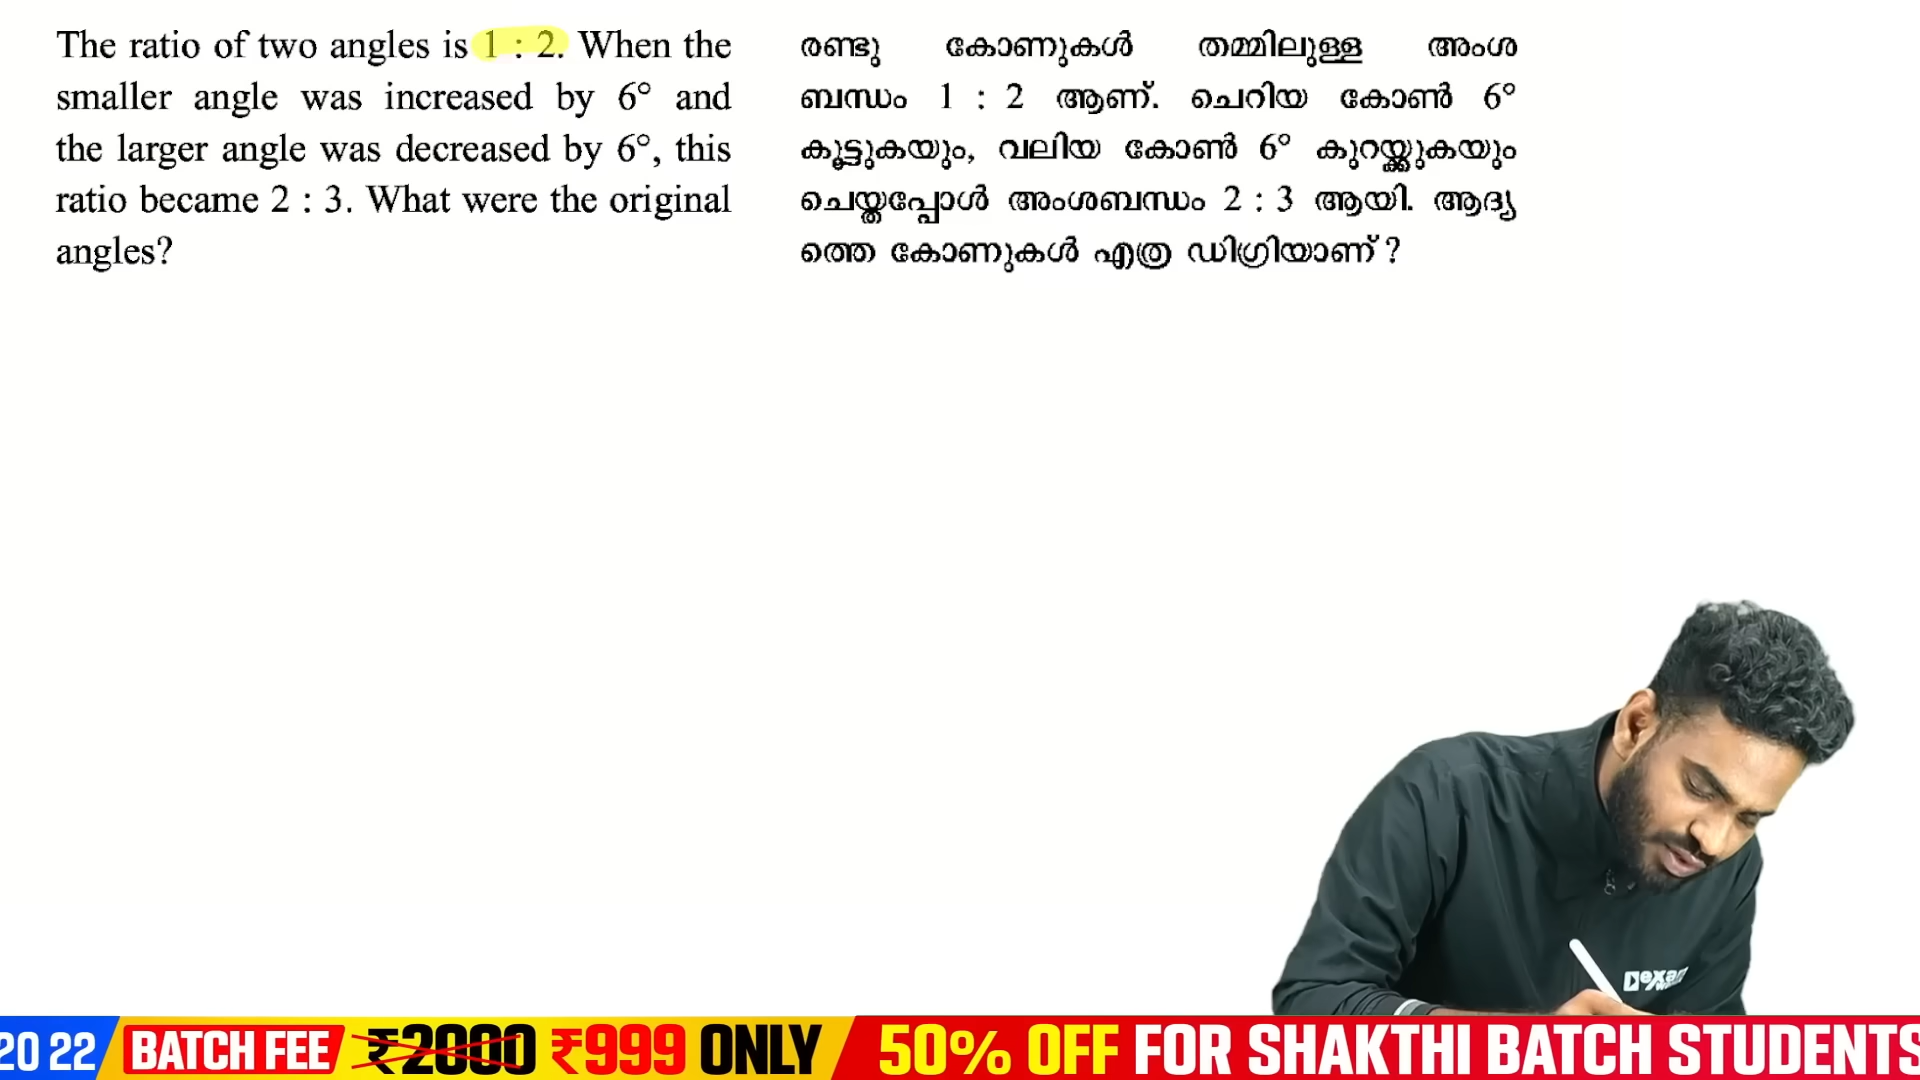 The ratio of two angles is 1 : 2. When the
smaller angle was increased by 6° and
the larger angle was decreased by 6°, this
ratio became 2 : 3. What were the original
angles?
രണ്ടു കോണുകൾ തമ്മിലുള്ള അംശ
ബന്ധം 1 : 2 ആണ്. ചെറിയ കോൺ 6°
കൂട്ടുകയും, വലിയ കോൺ 6° കുറയ്ക്കുകയും
ചെയ്തപ്പോൾ അംശബന്ധം 2 : 3 ആയി. ആദ്യ
ത്തെ കോണുകൾ എത്ര ഡിഗ്രിയാണ് ?
20 22 BATCH FEE ₹2000 ₹999 ONLY 50% OFF FOR SHAKTHI BATCH STUDENTS